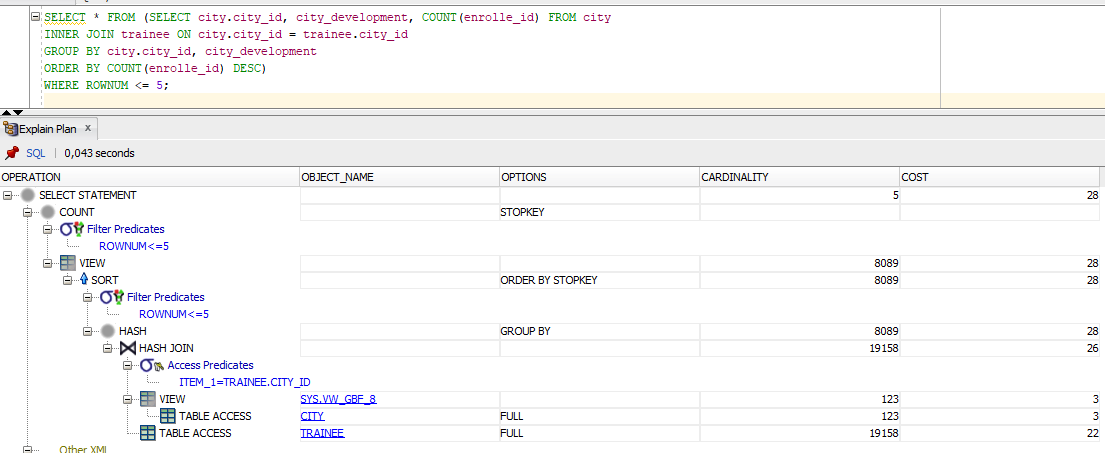 SELECT * FROM (SELECT city.city_id, city_development, COUNT(enrolle_id) FROM city
INNER JOIN trainee ON city.city_id = trainee.city_id
GROUP BY city.city_id, city_development
ORDER BY COUNT(enrolle_id) DESC)
WHERE ROWNUM <= 5;
Explain Plan x
SQL | 0,043 seconds
OPERATION OBJECT_NAME OPTIONS CARDINALITY COST
SELECT STATEMENT 5 28
COUNT STOPKEY
Filter Predicates
ROWNUM<=5
VIEW 8089 28
SORT ORDER BY STOPKEY 8089 28
Filter Predicates
ROWNUM<=5
HASH GROUP BY 8089 28
HASH JOIN 19158 26
Access Predicates
ITEM_1=TRAINEE.CITY_ID
VIEW SYS.VW_GBF_8 123 3
TABLE ACCESS CITY FULL 123 3
TABLE ACCESS TRAINEE FULL 19158 22
Other XML